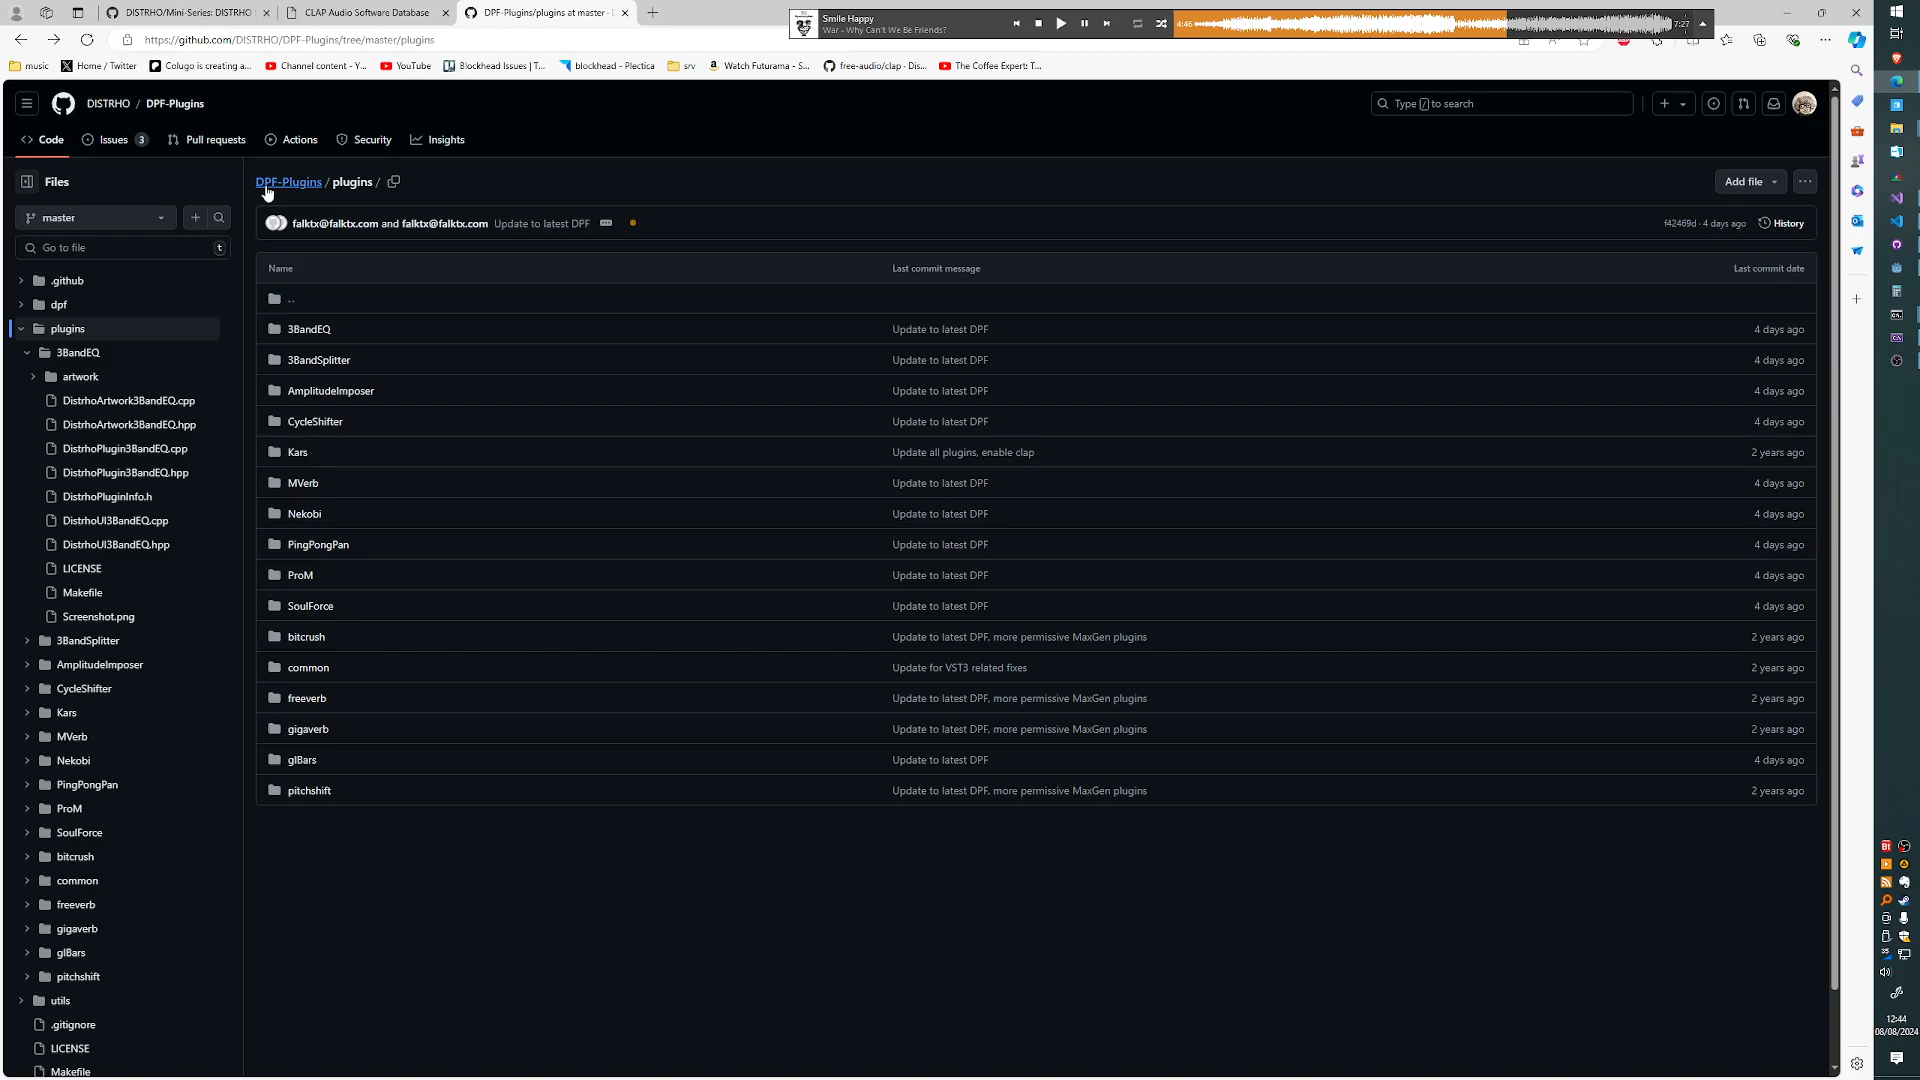 DISTRHO/Mini-Series: DISTRHO
CLAP Audio Software Database
DPF-Plugins/plugins at master ·
Smile Happy
War - Why Can't We Be Friends?
4:46
7:27
https://github.com/DISTRHO/DPF-Plugins/tree/master/plugins
music
Home / Twitter
Colugo is creating a...
Channel content - Y...
YouTube
Blockhead Issues | T...
blockhead - Plectica
srv
Watch Futurama - S...
free-audio/clap · Dis...
The Coffee Expert: T...
DISTRHO / DPF-Plugins
Type / to search
Code
Issues 3
Pull requests
Actions
Security
Insights
Files
DPF-Plugins / plugins /
Add file
master
falktx@falktx.com and falktx@falktx.com Update to latest DPF
f42469d · 4 days ago
History
Go to file
t
Name
Last commit message
Last commit date
..
3BandEQ
Update to latest DPF
4 days ago
3BandSplitter
Update to latest DPF
4 days ago
AmplitudeImposer
Update to latest DPF
4 days ago
CycleShifter
Update to latest DPF
4 days ago
Kars
Update all plugins, enable clap
2 years ago
MVerb
Update to latest DPF
4 days ago
Nekobi
Update to latest DPF
4 days ago
PingPongPan
Update to latest DPF
4 days ago
ProM
Update to latest DPF
4 days ago
SoulForce
Update to latest DPF
4 days ago
bitcrush
Update to latest DPF, more permissive MaxGen plugins
2 years ago
common
Update for VST3 related fixes
2 years ago
freeverb
Update to latest DPF, more permissive MaxGen plugins
2 years ago
gigaverb
Update to latest DPF, more permissive MaxGen plugins
2 years ago
glBars
Update to latest DPF
4 days ago
pitchshift
Update to latest DPF, more permissive MaxGen plugins
2 years ago
.github
dpf
plugins
3BandEQ
artwork
DistrhoArtwork3BandEQ.cpp
DistrhoArtwork3BandEQ.hpp
DistrhoPlugin3BandEQ.cpp
DistrhoPlugin3BandEQ.hpp
DistrhoPluginInfo.h
DistrhoUI3BandEQ.cpp
DistrhoUI3BandEQ.hpp
LICENSE
Makefile
Screenshot.png
3BandSplitter
AmplitudeImposer
CycleShifter
Kars
MVerb
Nekobi
PingPongPan
ProM
SoulForce
bitcrush
common
freeverb
gigaverb
glBars
pitchshift
utils
.gitignore
LICENSE
Makefile
12:44
08/08/2024